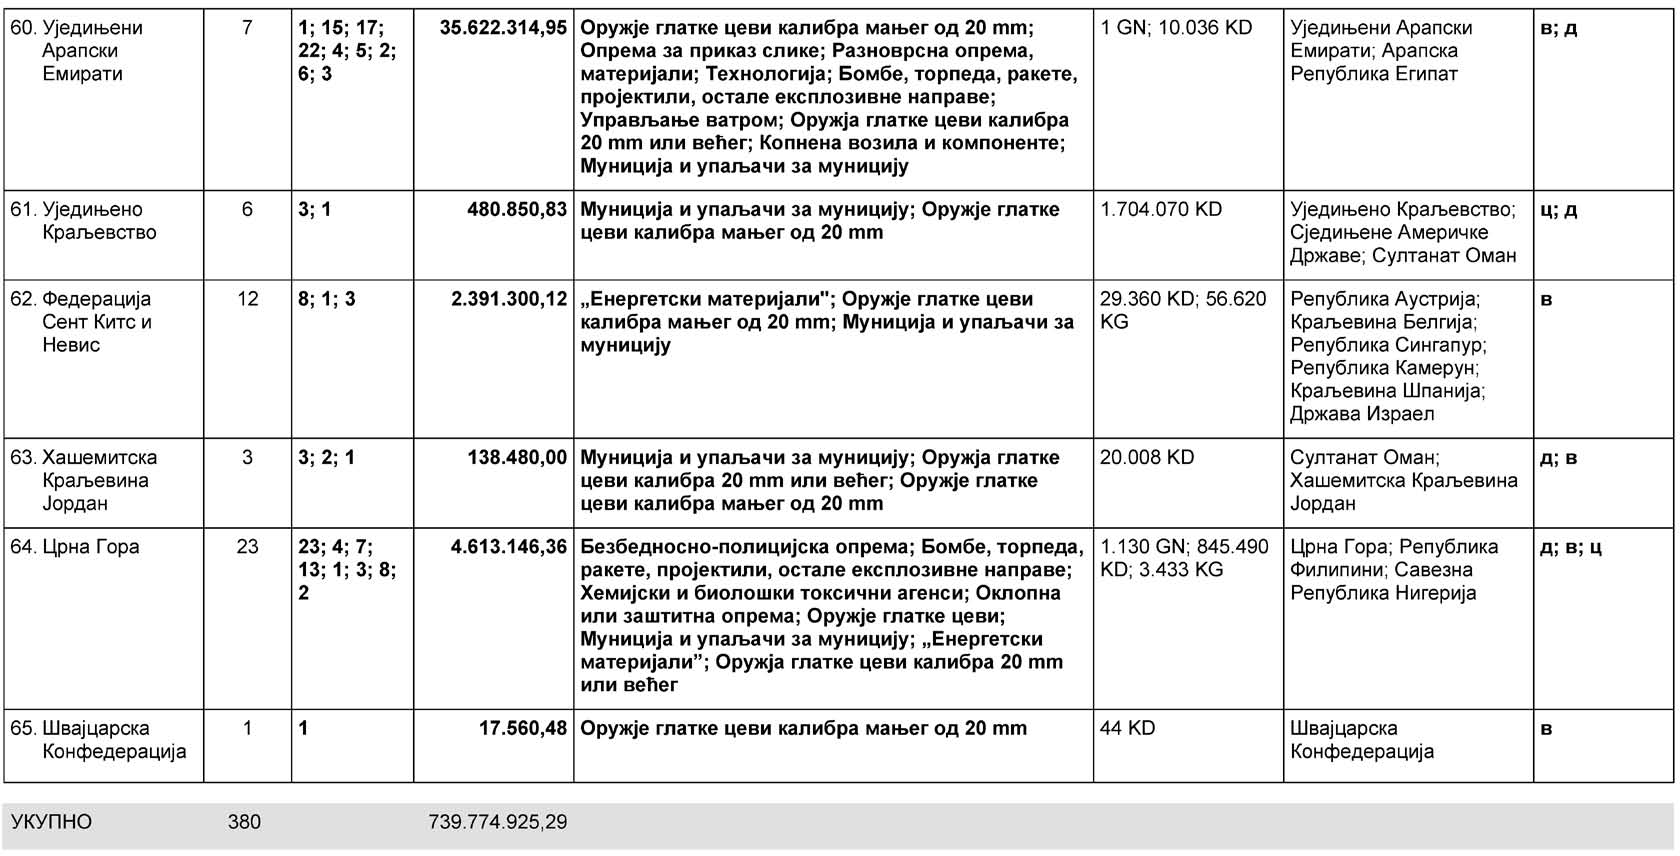 60. Уједињени Арапски Емирати
7
1; 15; 17; 22; 4; 5; 2; 6; 3
35.622.314,95
Оружје глатке цеви калибра мањег од 20 mm;
Опрема за приказ слике; Разноврсна опрема,
материјали; Технологија; Бомбе, торпеда, ракете,
пројектили, остале експлозивне направе;
Управљање ватром; Оружја глатке цеви калибра
20 mm или већег; Копнена возила и компоненте;
Муниција и упаљачи за муницију
1 GN; 10.036 KD
Уједињени Арапски
Емирати; Арапска
Република Египат
в; д
61. Уједињено
Краљевство
6
3; 1
480.850,83
Муниција и упаљачи за муницију; Оружје глатке
цеви калибра мањег од 20 mm
1.704.070 KD
Уједињено Краљевство;
Сједињене Америчке
Државе; Султанат Оман
ц; д
62. Федерација
Сент Китс и
Невис
12
8; 1; 3
2.391.300,12
„Енергетски материјали"; Оружје глатке цеви
калибра мањег од 20 mm; Муниција и упаљачи за
муницију
29.360 KD; 56.620
KG
Република Аустрија;
Краљевина Белгија;
Република Сингапур;
Република Камерун;
Краљевина Шпанија;
Држава Израел
в
63. Хашемитска
Краљевина
Јордан
3
3; 2; 1
138.480,00
Муниција и упаљачи за муницију; Оружја глатке
цеви калибра 20 mm или већег; Оружје глатке
цеви калибра мањег од 20 mm
20.008 KD
Султанат Оман;
Хашемитска Краљевина
Јордан
д; в
64. Црна Гора
23
23; 4; 7;
13; 1; 3; 8;
2
4.613.146,36
Безбедносно-полицијска опрема; Бомбе, торпеда,
ракете, пројектили, остале експлозивне направе;
Хемијски и биолошки токсични агенси; Оклопна
или заштитна опрема; Оружје глатке цеви;
Муниција и упаљачи за муницију; „Енергетски
материјали”; Оружја глатке цеви калибра 20 mm
или већег
1.130 GN; 845.490
KD; 3.433 KG
Црна Гора; Република
Филипини; Савезна
Република Нигерија
д; в; ц
65. Швајцарска
Конфедерација
1
1
17.560,48
Оружје глатке цеви калибра мањег од 20 mm
44 KD
Швајцарска
Конфедерација
в
УКУПНО 380 739.774.925,29